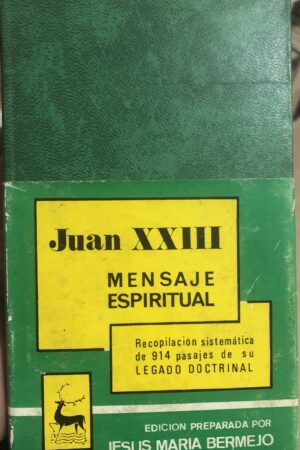 Juan XXIII
MENSAJE
ESPIRITUAL
Recopilación sistemática
de 914 pasajes de su
LEGADO DOCTRINAL
EDICION PREPARADA POR
JESUS MARIA BERMEJO